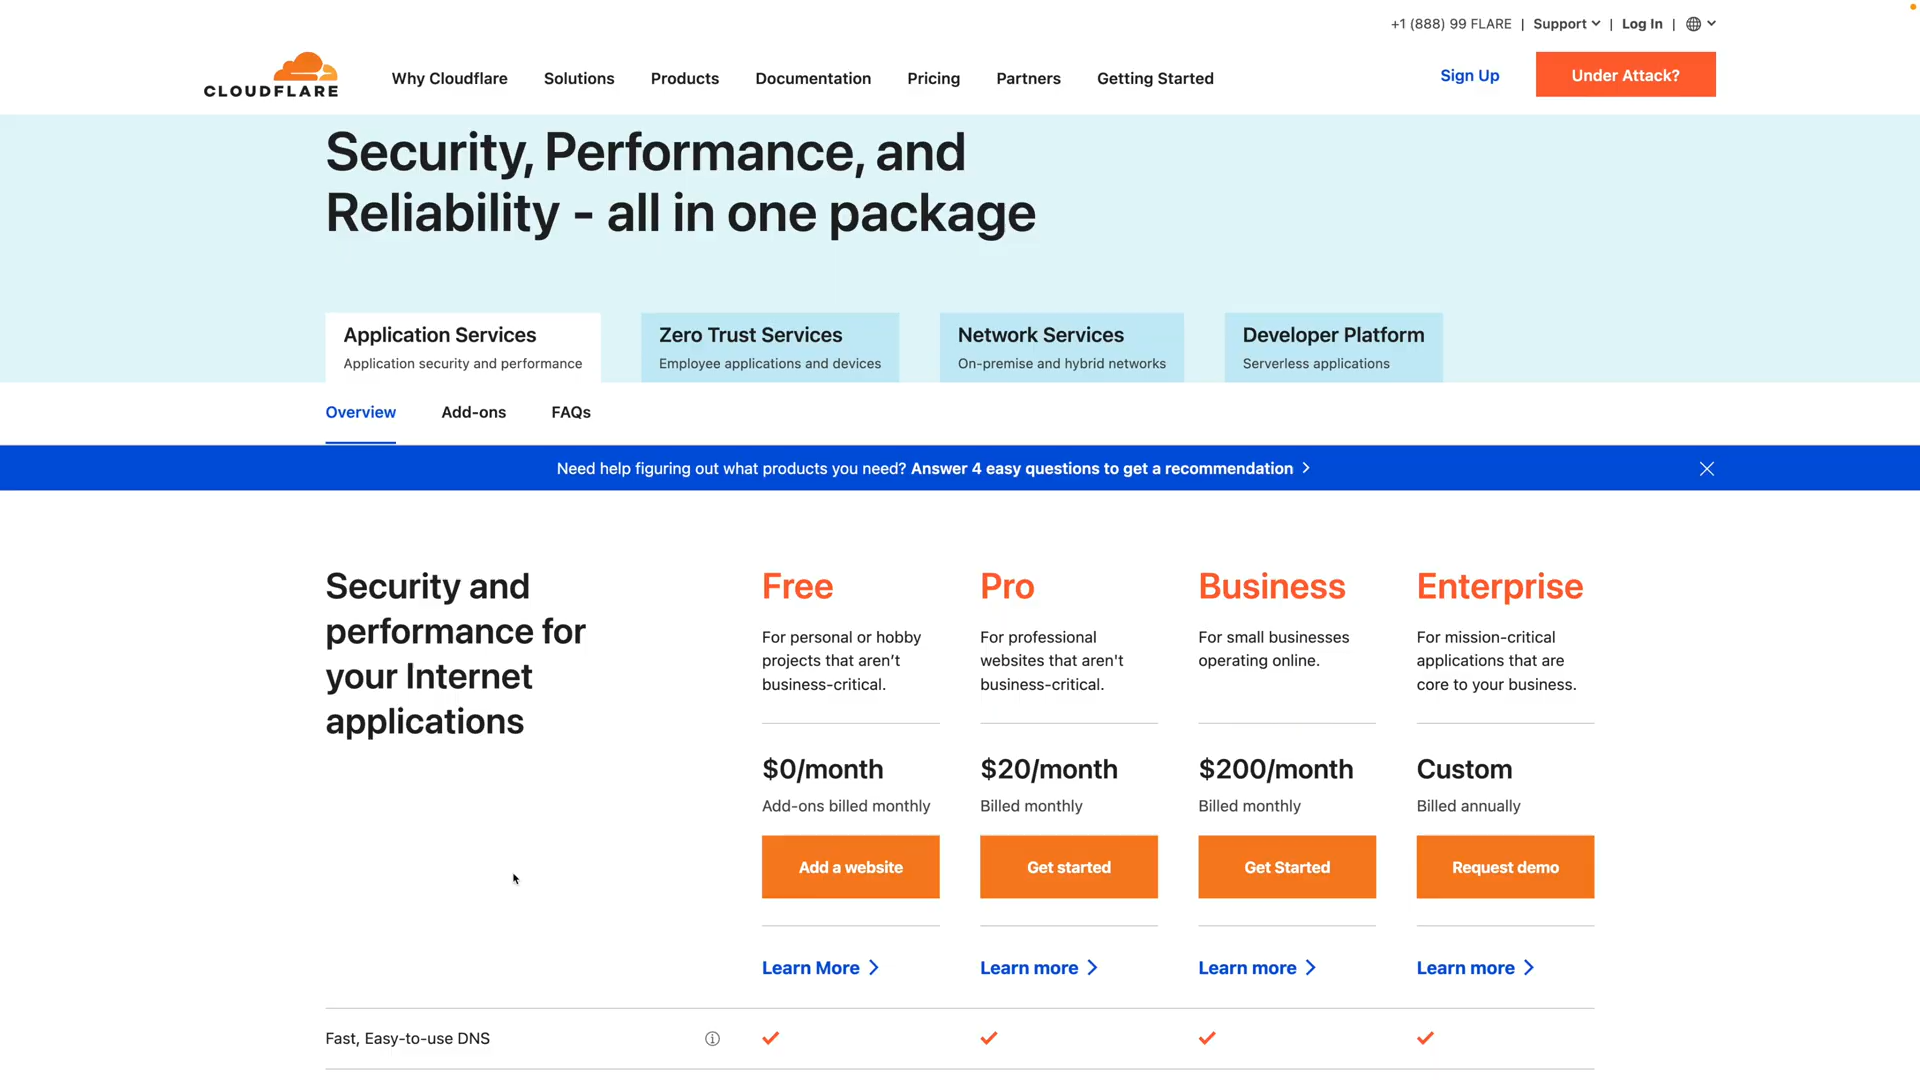 +1 (888) 99 FLARE | Support | Log In |
CLOUDFLARE
Why Cloudflare Solutions Products Documentation Pricing Partners Getting Started
Sign Up
Under Attack?
Security, Performance, and
Reliability - all in one package
Application Services
Application security and performance
Zero Trust Services
Employee applications and devices
Network Services
On-premise and hybrid networks
Developer Platform
Serverless applications
Overview Add-ons FAQs
Need help figuring out what products you need? Answer 4 easy questions to get a recommendation
Security and
performance for
your Internet
applications
Free
For personal or hobby
projects that aren’t
business-critical.
$0/month
Add-ons billed monthly
Add a website
Learn More
Pro
For professional
websites that aren't
business-critical.
$20/month
Billed monthly
Get started
Learn more
Business
For small businesses
operating online.
$200/month
Billed monthly
Get Started
Learn more
Enterprise
For mission-critical
applications that are
core to your business.
Custom
Billed annually
Request demo
Learn more
Fast, Easy-to-use DNS